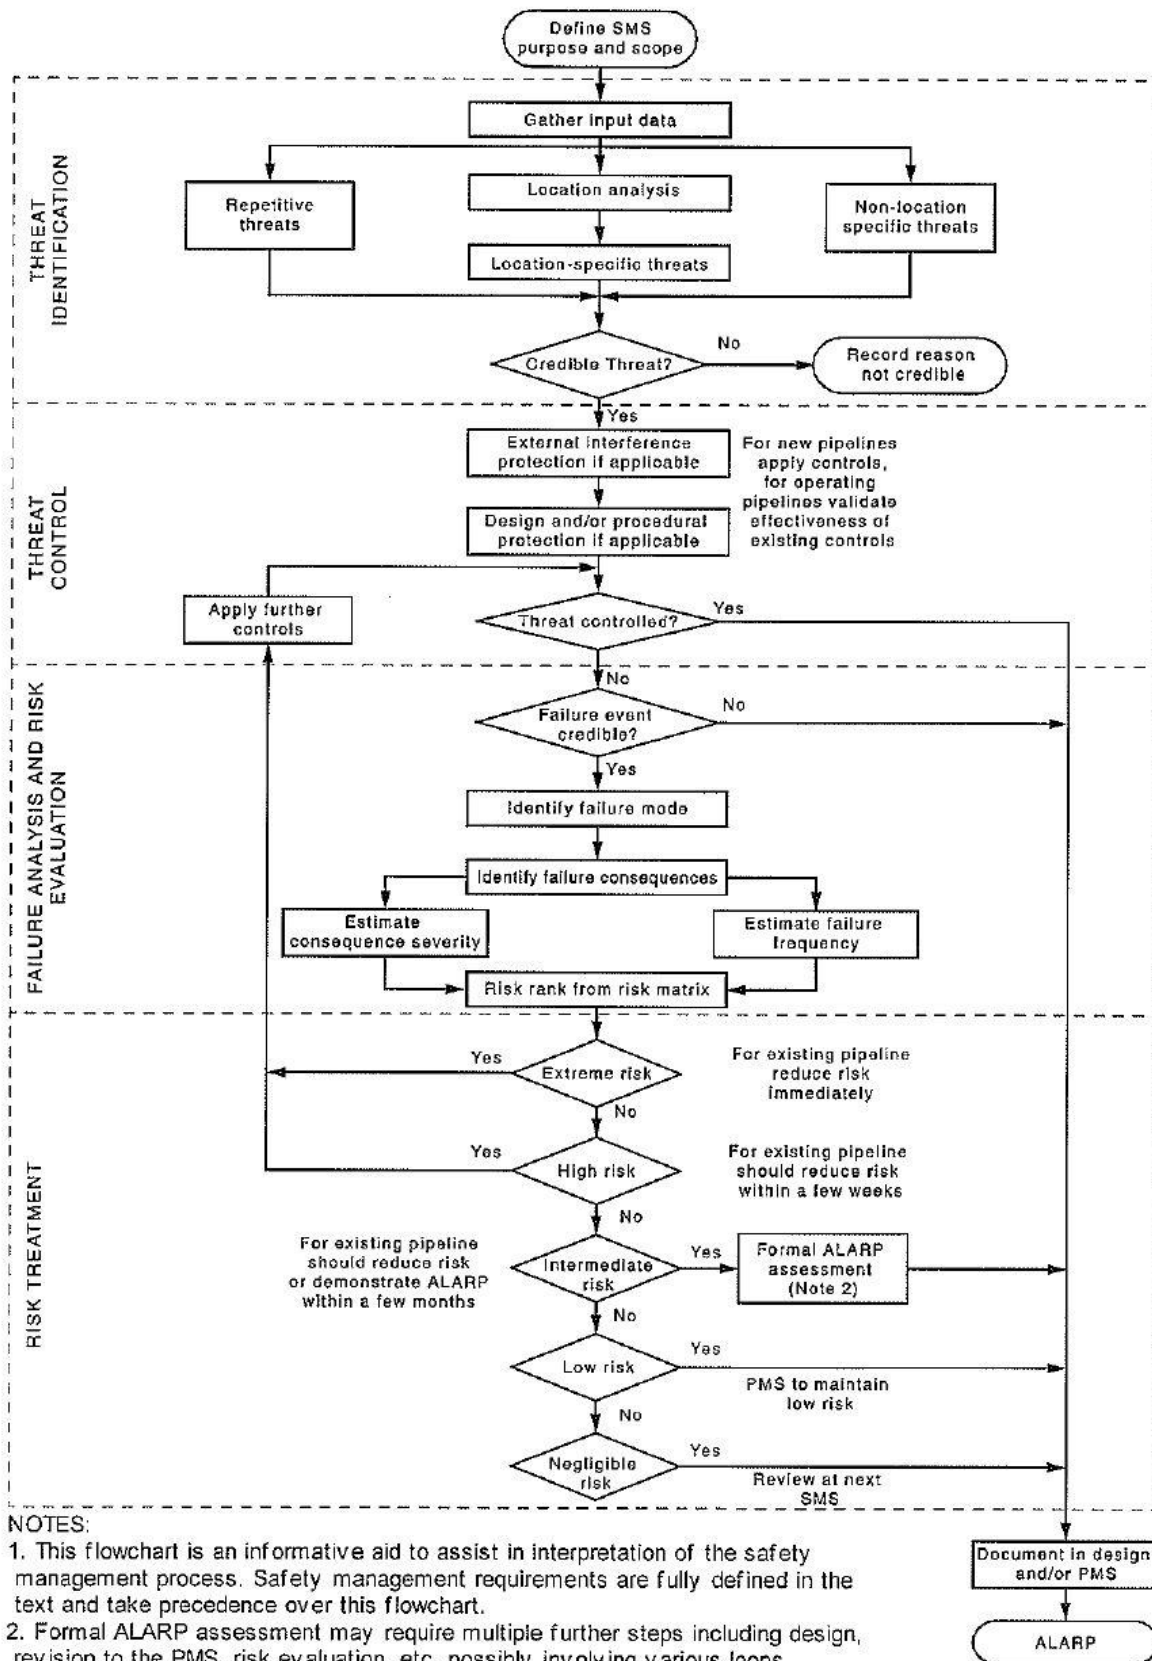 Define SMS
purpose and scope
THREAT
IDENTIFICATION
Gather input data
Repetitive
threats
Location analysis
Non-location
specific threats
Location-specific threats
Credible Threat?
No
Record reason
not credible
Yes
THREAT
CONTROL
External interference
protection if applicable
For new pipelines
apply controls,
for operating
pipelines validate
effectiveness of
existing controls
Design and/or procedural
protection if applicable
Apply further
controls
Threat controlled?
Yes
No
FAILURE ANALYSIS AND RISK
EVALUATION
Failure event
credible?
No
Yes
Identify failure mode
Identify failure consequences
Estimate
consequence severity
Estimate failure
frequency
Risk rank from risk matrix
RISK TREATMENT
Yes
Extreme risk
For existing pipeline
reduce risk
immediately
No
Yes
High risk
For existing pipeline
should reduce risk
within a few weeks
No
For existing pipeline
should reduce risk
or demonstrate ALARP
within a few months
Intermediate
risk
Yes
Formal ALARP
assessment
(Note 2)
No
Low risk
Yes
PMS to maintain
low risk
No
Negligible
risk
Yes
Review at next
SMS
Document in design
and/or PMS
ALARP
NOTES:
1. This flowchart is an informative aid to assist in interpretation of the safety
management process. Safety management requirements are fully defined in the
text and take precedence over this flowchart.
2. Formal ALARP assessment may require multiple further steps including design,
revision to the PMS, risk evaluation, etc, possibly involving various loops